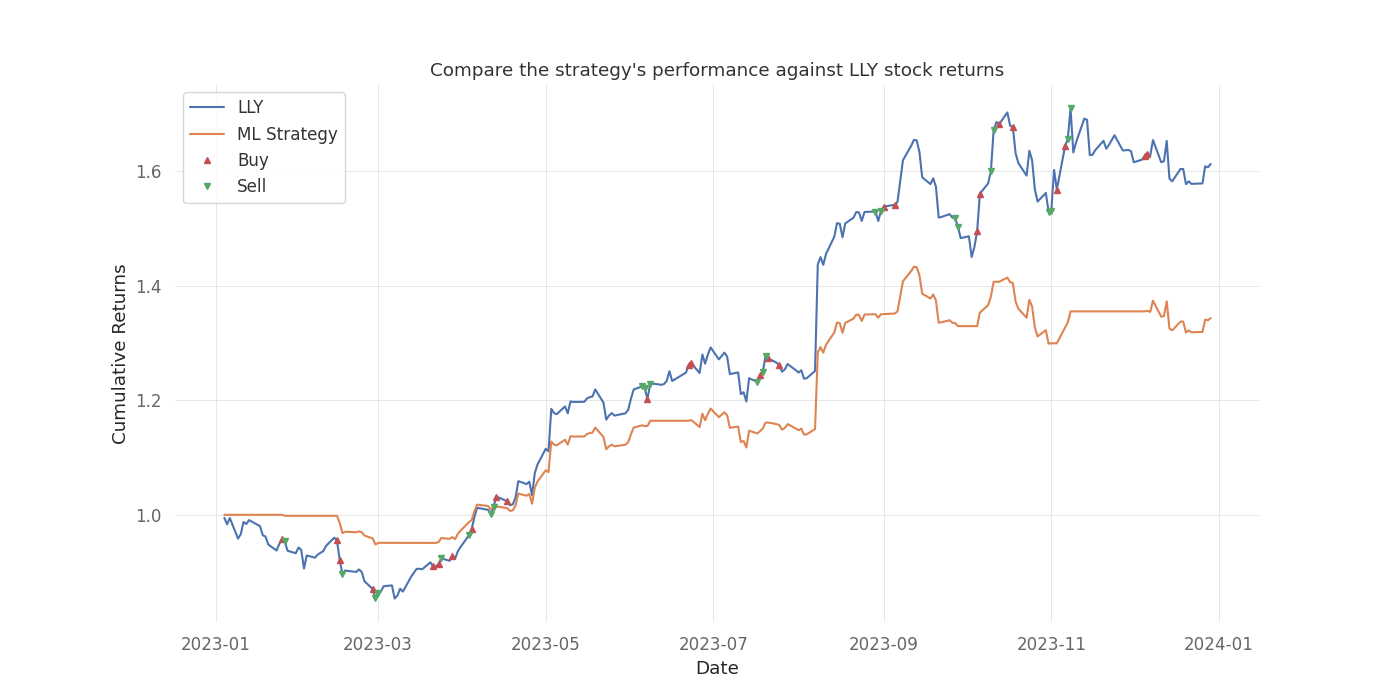 Compare the strategy's performance against LLY stock returns
LLY
ML Strategy
Buy
Sell
Cumulative Returns
1.6
1.4
1.2
1.0
2023-01
2023-03
2023-05
2023-07
2023-09
2023-11
2024-01
Date